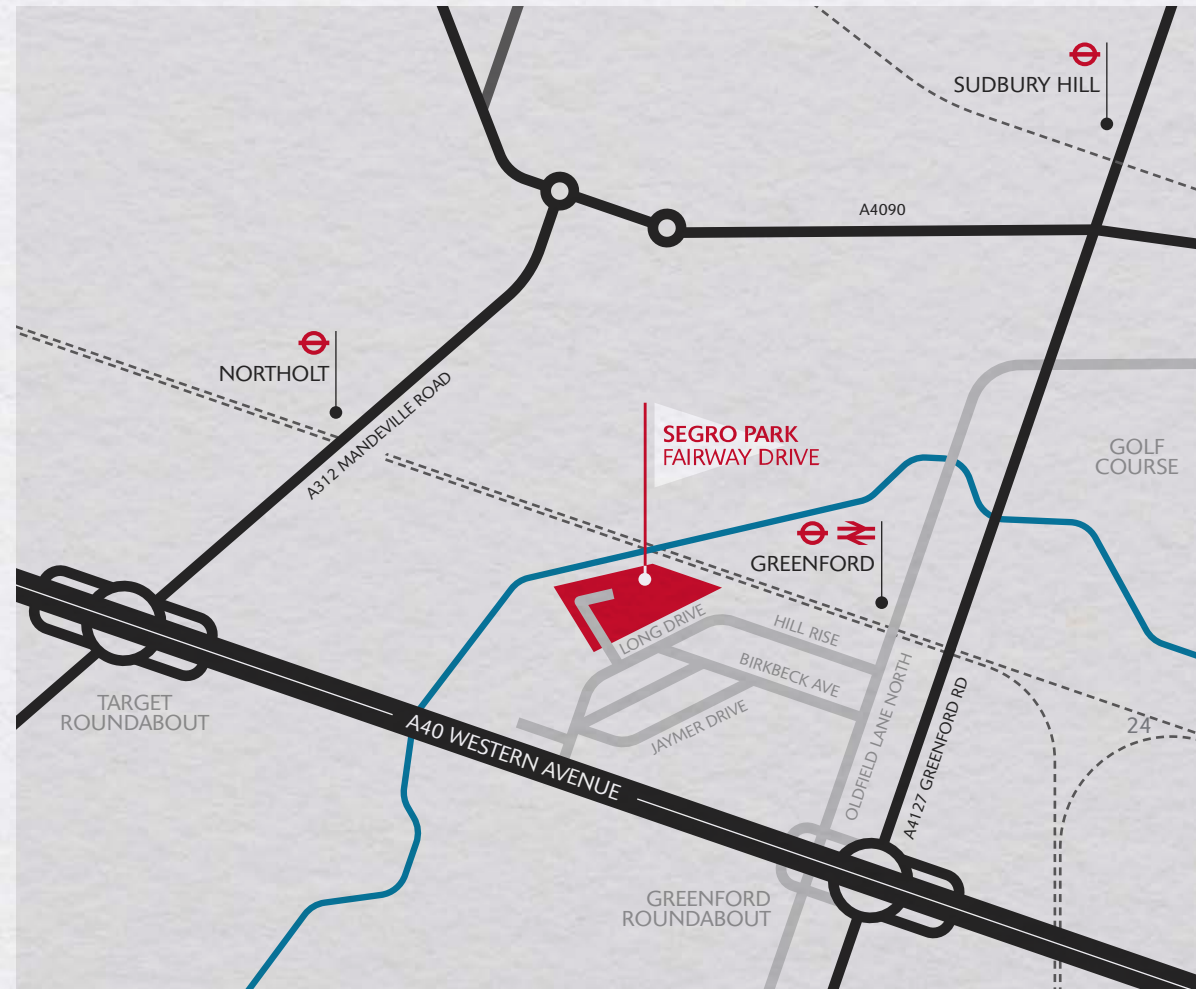 SUDBURY HILL
A4090
NORTHOLT
A312 MANDEVILLE ROAD
SEGRO PARK
FAIRWAY DRIVE
GOLF
COURSE
GREENFORD
LONG DRIVE
HILL RISE
BIRKBECK AVE
JAYMER DRIVE
OLDFIELD LANE NORTH
A4127 GREENFORD RD
24
TARGET
ROUNDABOUT
A40 WESTERN AVENUE
GREENFORD
ROUNDABOUT